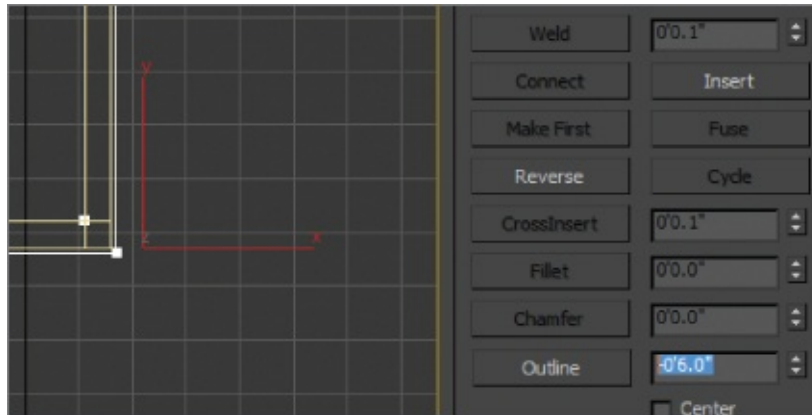 Weld 0'0.1"
Connect Insert
Make First Fuse
Reverse Cycle
CrossInsert 0'0.1"
Fillet 0'0.0"
Chamfer 0'0.0"
Outline -0'6.0"
Center
y
z x